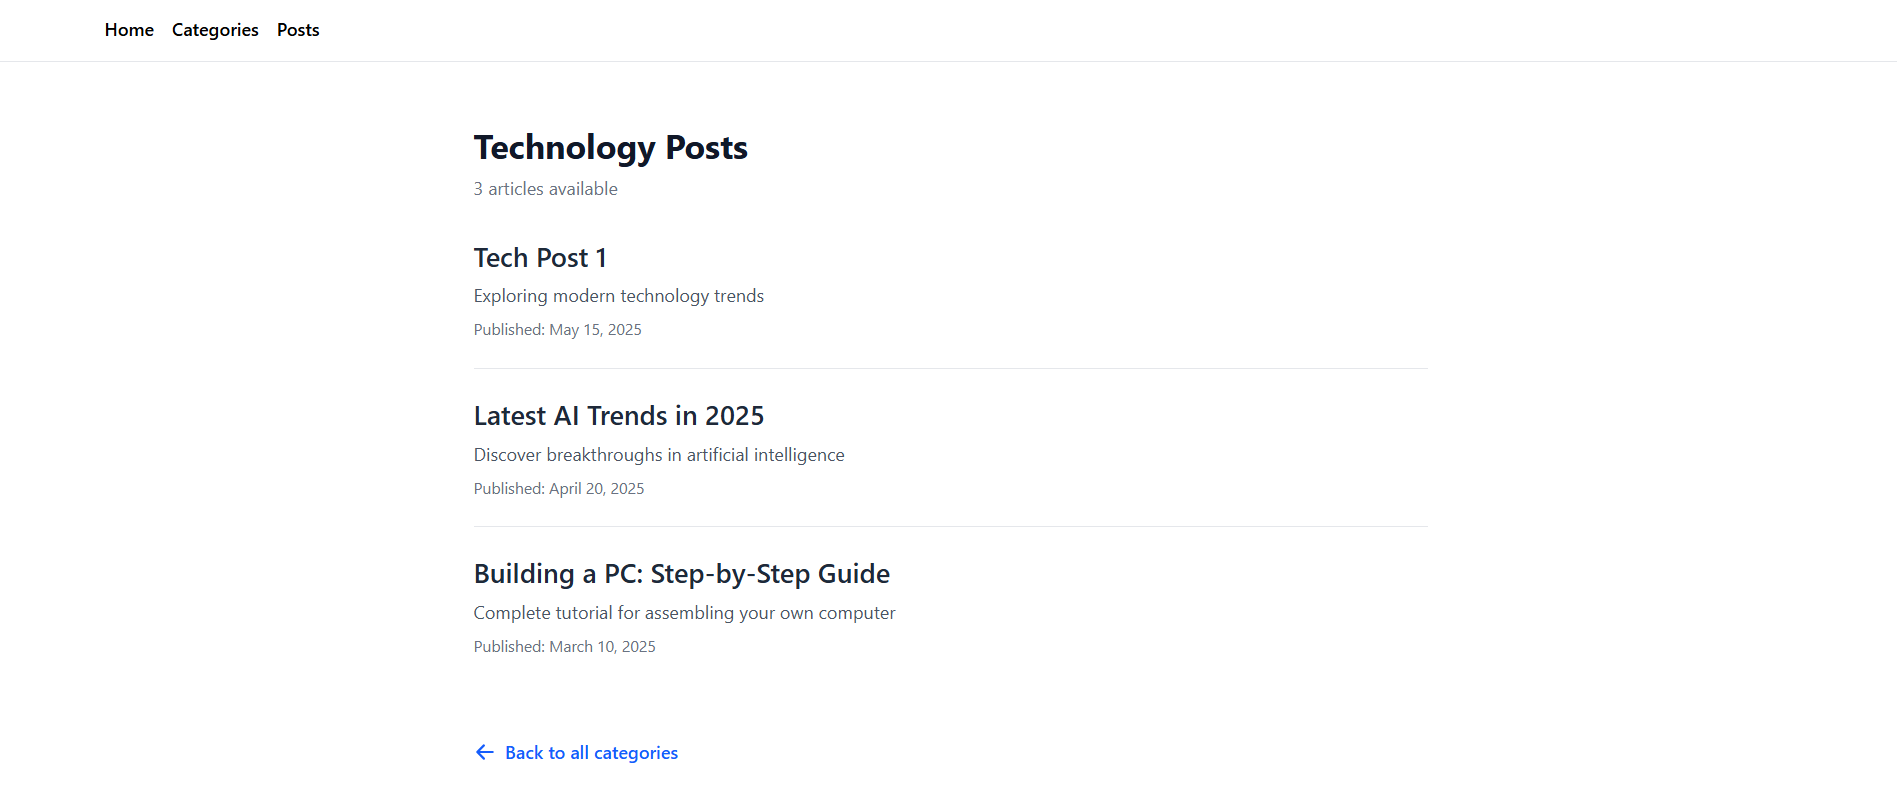 Home Categories Posts
Technology Posts
3 articles available
Tech Post 1
Exploring modern technology trends
Published: May 15, 2025
Latest AI Trends in 2025
Discover breakthroughs in artificial intelligence
Published: April 20, 2025
Building a PC: Step-by-Step Guide
Complete tutorial for assembling your own computer
Published: March 10, 2025
← Back to all categories